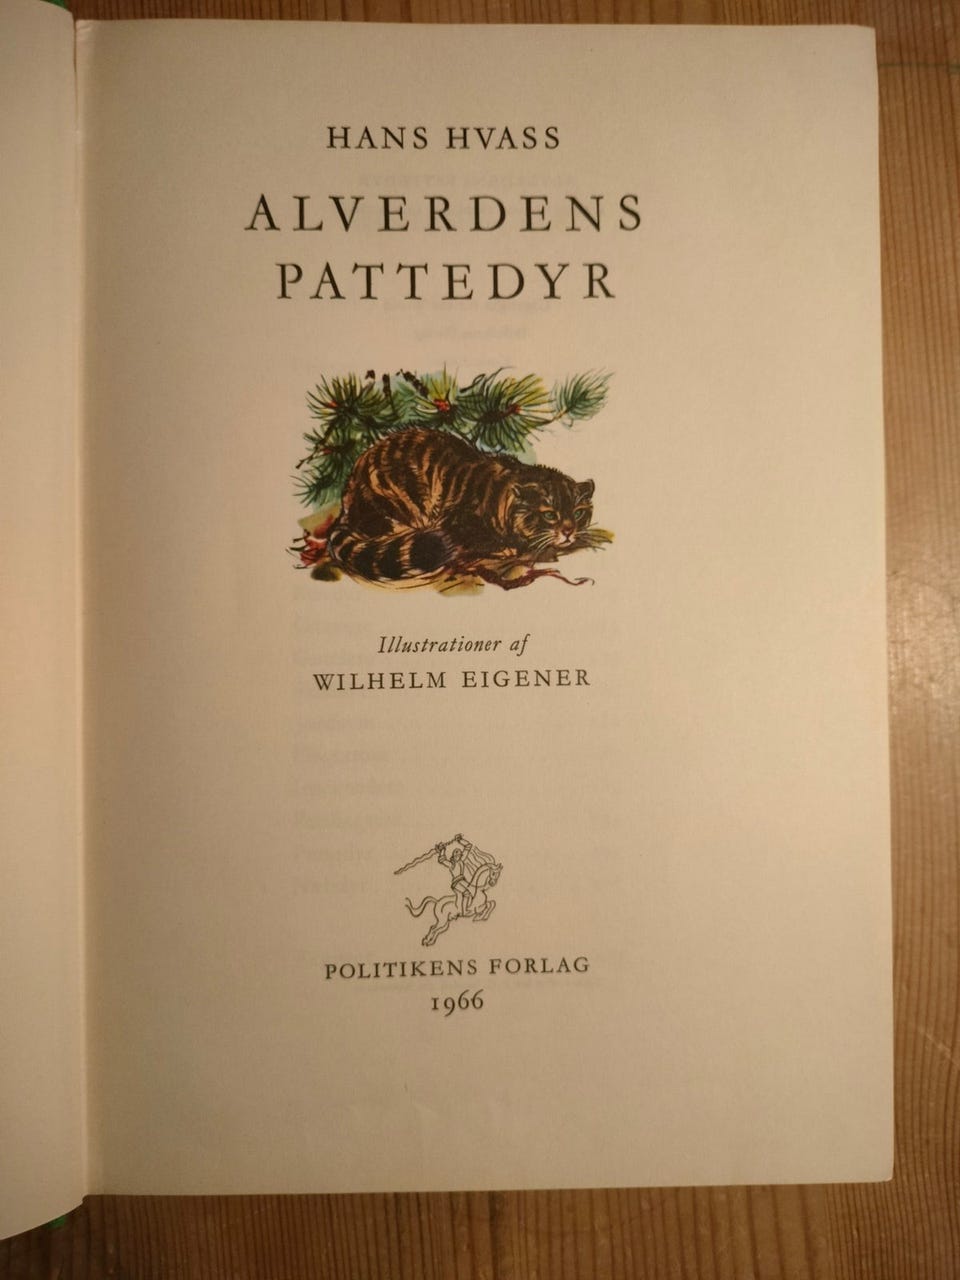 HANS HVASS
ALVERDENS
PATTEDYR
Illustrationer af
WILHELM EIGENER
POLITIKENS FORLAG
1966